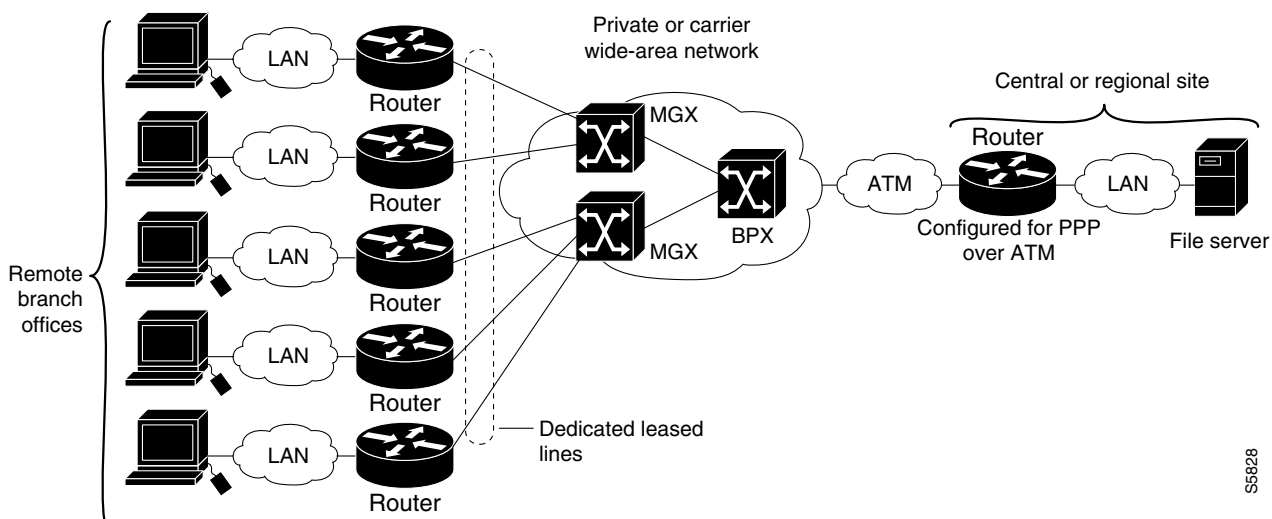 Private or carrier
wide-area network
Central or regional site
LAN
Router
MGX
Router
LAN
Router
BPX
ATM
LAN
Configured for PPP
over ATM
File server
LAN
Router
MGX
Remote
branch
offices
LAN
Router
LAN
Router
Dedicated leased
lines
S5828